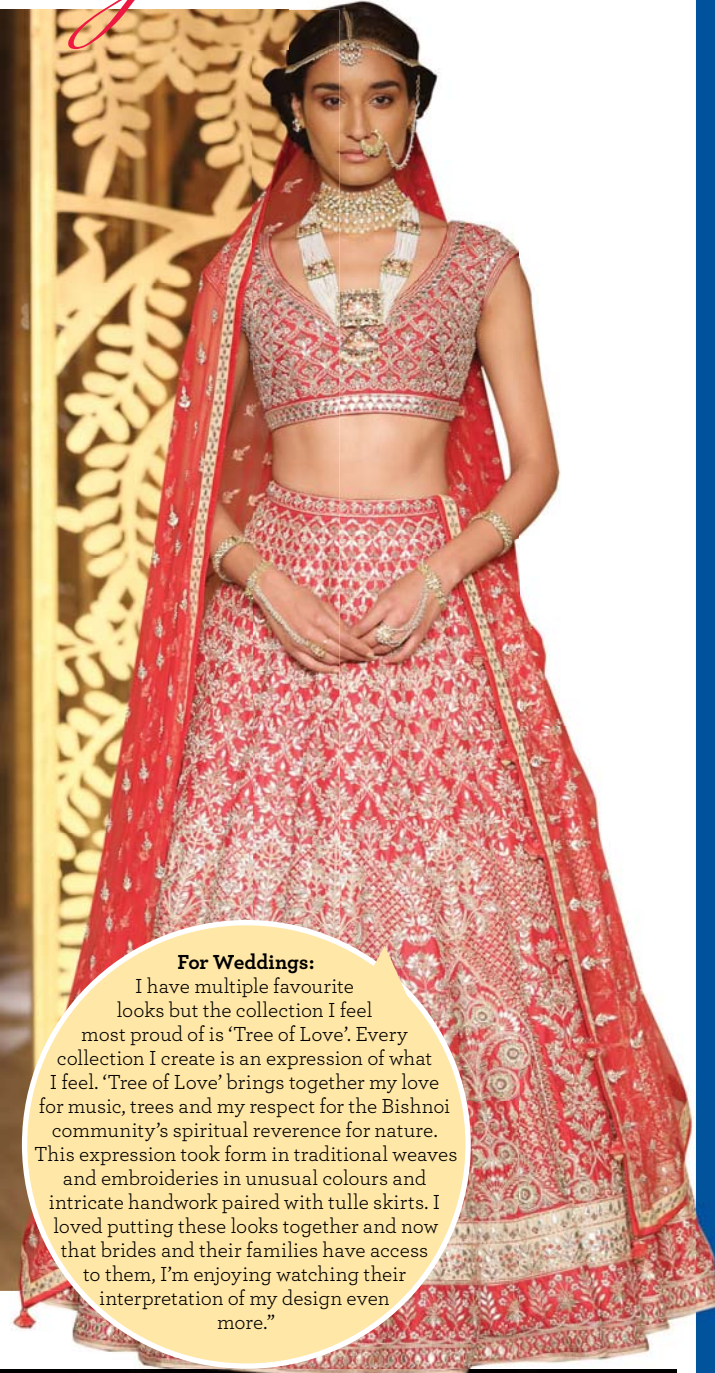 For Weddings:
I have multiple favourite
looks but the collection I feel
most proud of is ‘Tree of Love’. Every
collection I create is an expression of what
I feel. ‘Tree of Love’ brings together my love
for music, trees and my respect for the Bishnoi
community’s spiritual reverence for nature.
This expression took form in traditional weaves
and embroideries in unusual colours and
intricate handwork paired with tulle skirts. I
loved putting these looks together and now
that brides and their families have access
to them, I’m enjoying watching their
interpretation of my design even
more.”